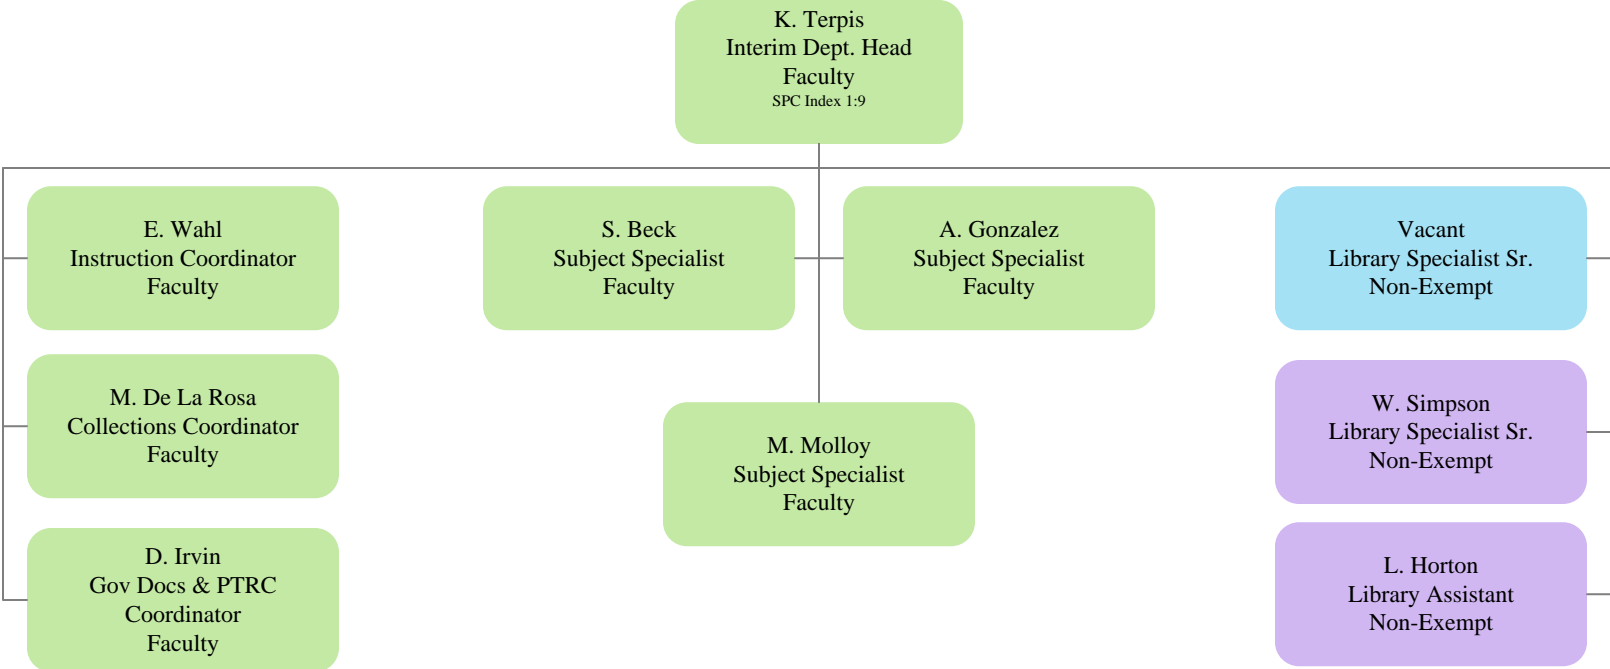 K. Terpis
Interim Dept. Head
Faculty
SPC Index 1:9
E. Wahl
Instruction Coordinator
Faculty
S. Beck
Subject Specialist
Faculty
A. Gonzalez
Subject Specialist
Faculty
Vacant
Library Specialist Sr.
Non-Exempt
M. De La Rosa
Collections Coordinator
Faculty
W. Simpson
Library Specialist Sr.
Non-Exempt
M. Molloy
Subject Specialist
Faculty
D. Irvin
Gov Docs & PTRC
Coordinator
Faculty
L. Horton
Library Assistant
Non-Exempt